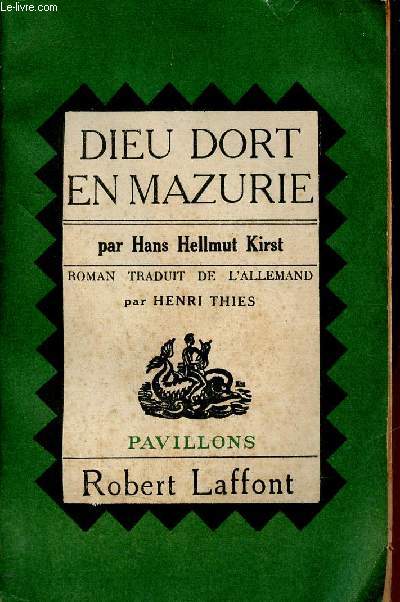 Le-livre.com
DIEU DORT
EN MAZURIE
par Hans Hellmut Kirst
ROMAN TRADUIT DE L'ALLEMAND
par HENRI THIES
PAVILLONS
Robert Laffont